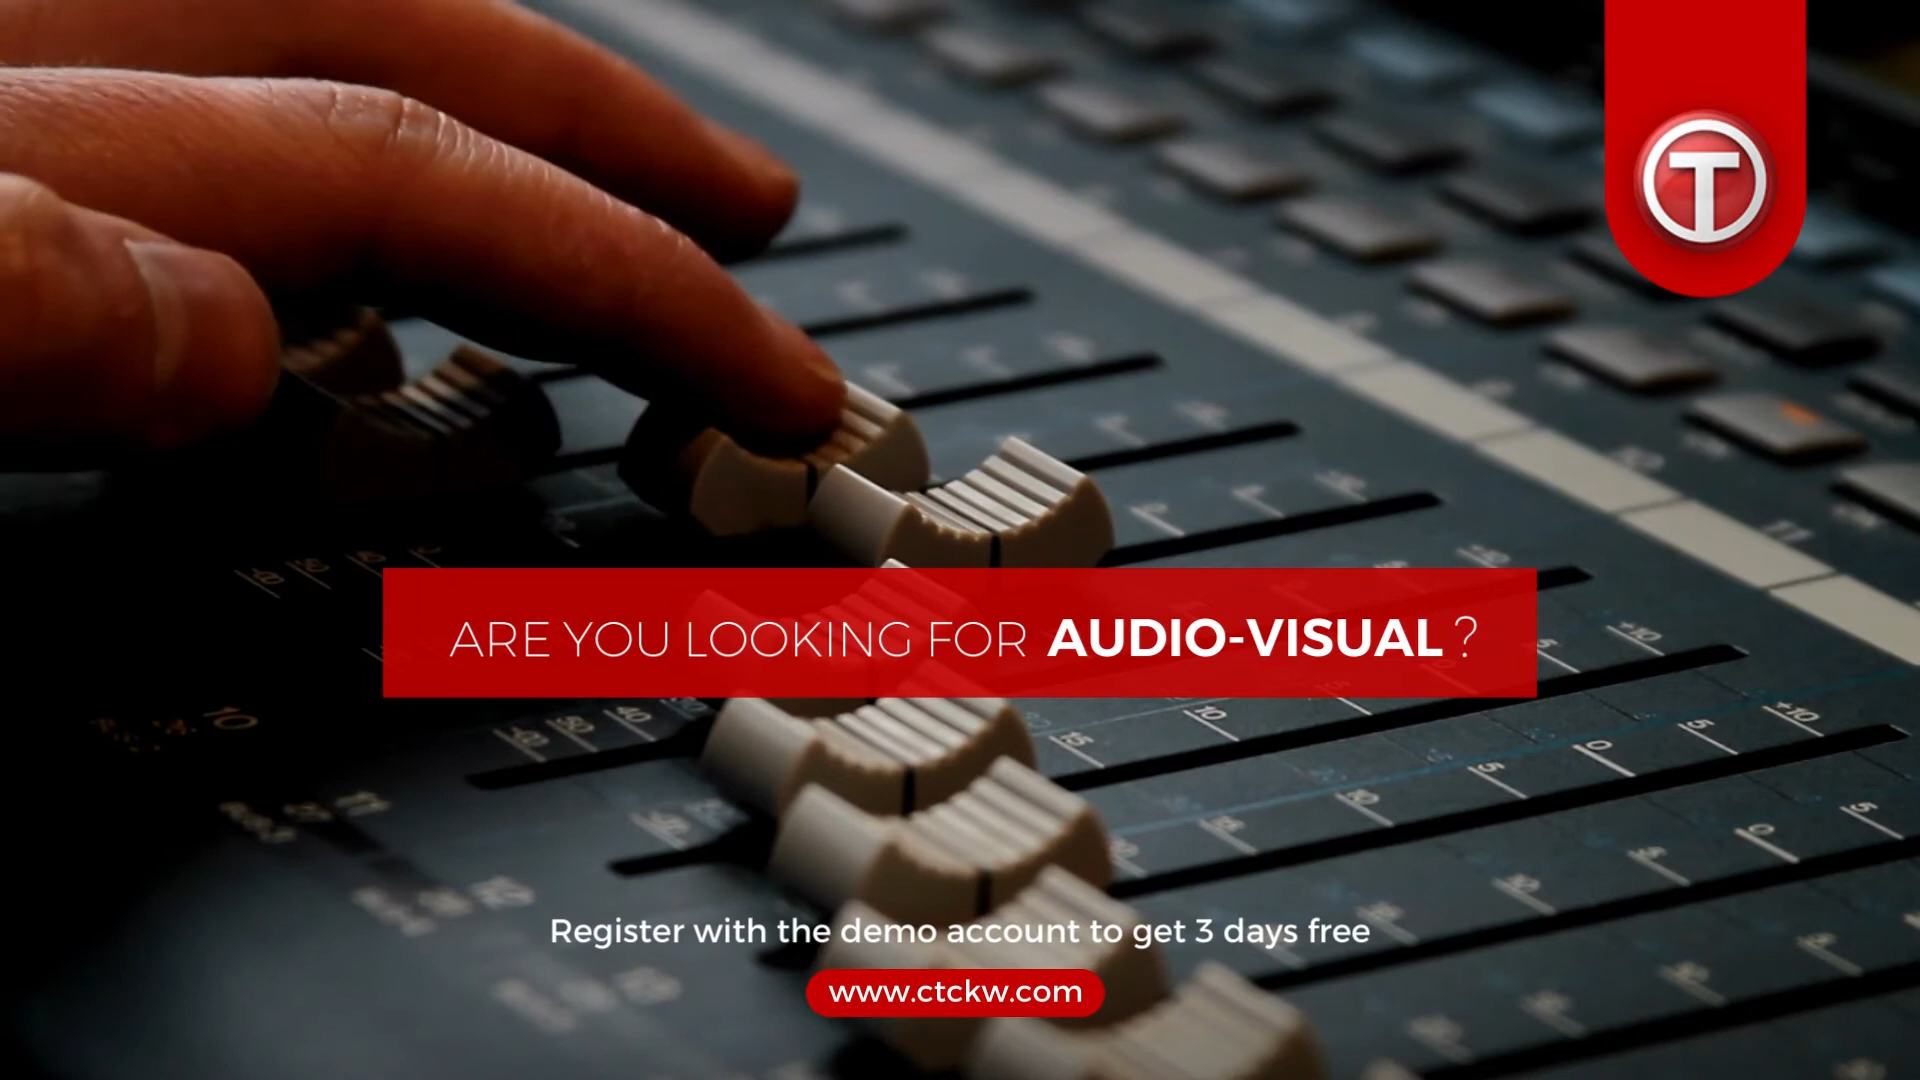 T
ARE YOU LOOKING FOR AUDIO-VISUAL ?
Register with the demo account to get 3 days free
www.ctckw.com